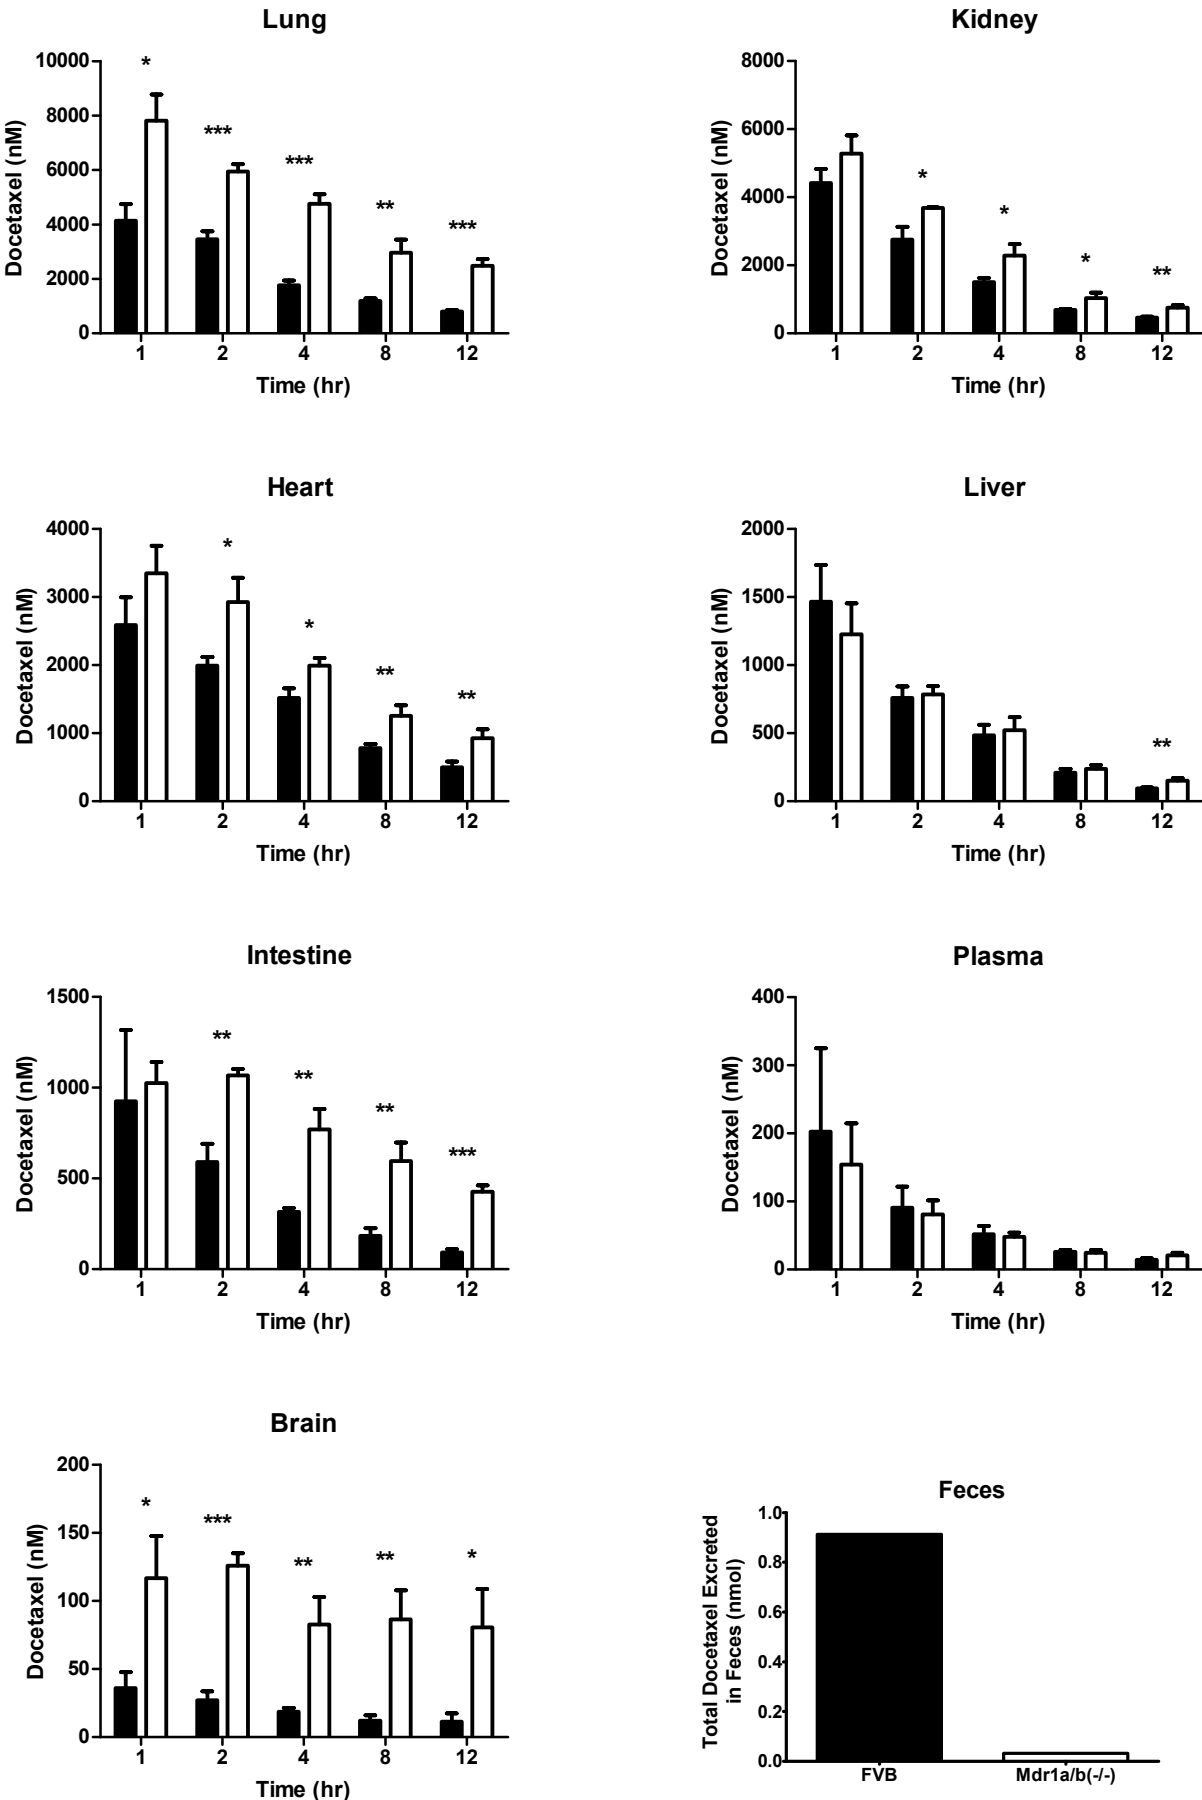 Lung
Docetaxel (nM)
10000
8000
6000
4000
2000
0
*
***
***
**
***
1 2 4 8 12
Time (hr)
Kidney
Docetaxel (nM)
8000
6000
4000
2000
0
*
*
*
**
1 2 4 8 12
Time (hr)
Heart
Docetaxel (nM)
4000
3000
2000
1000
0
*
*
**
**
1 2 4 8 12
Time (hr)
Liver
Docetaxel (nM)
2000
1500
1000
500
0
**
1 2 4 8 12
Time (hr)
Intestine
Docetaxel (nM)
1500
1000
500
0
**
**
**
***
1 2 4 8 12
Time (hr)
Plasma
Docetaxel (nM)
400
300
200
100
0
1 2 4 8 12
Time (hr)
Brain
Docetaxel (nM)
200
150
100
50
0
*
***
**
**
*
1 2 4 8 12
Time (hr)
Feces
Total Docetaxel Excreted
in Feces (nmol)
1.0
0.8
0.6
0.4
0.2
0.0
FVB Mdr1a/b(-/-)